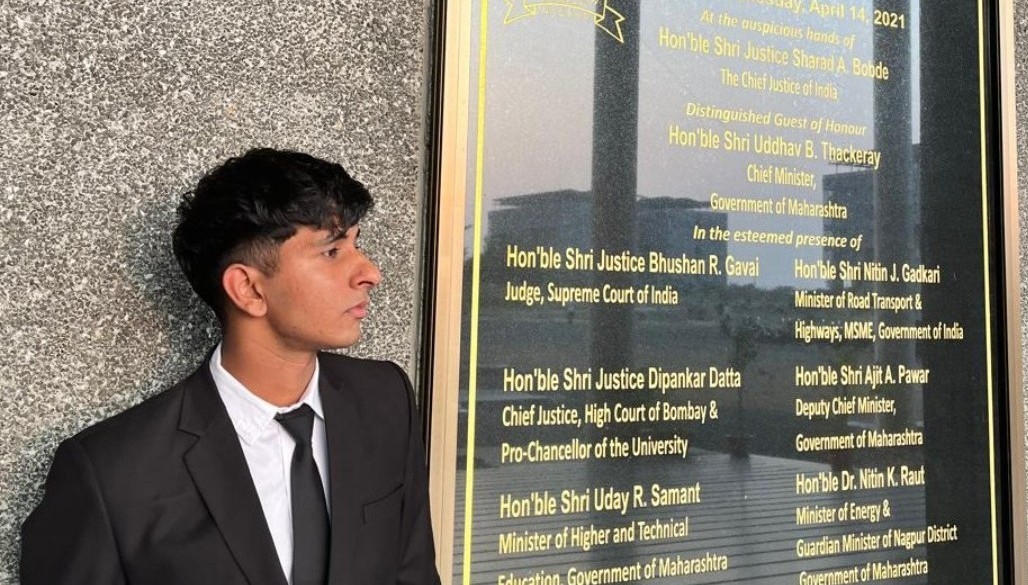 April 14, 2021
At the auspicious hands of
Hon'ble Shri Justice Sharad A. Bobde
The Chief Justice of India
Distinguished Guest of Honour
Hon'ble Shri Uddhav B. Thackeray
Chief Minister,
Government of Maharashtra
In the esteemed presence of
Hon'ble Shri Justice Bhushan R. Gavai
Judge, Supreme Court of India
Hon'ble Shri Nitin J. Gadkari
Minister of Road Transport &
Highways, MSME, Government of India
Hon'ble Shri Justice Dipankar Datta
Chief Justice, High Court of Bombay &
Pro-Chancellor of the University
Hon'ble Shri Ajit A. Pawar
Deputy Chief Minister,
Government of Maharashtra
Hon'ble Shri Uday R. Samant
Minister of Higher and Technical
Education, Government of Maharashtra
Hon'ble Dr. Nitin K. Raut
Minister of Energy &
Guardian Minister of Nagpur District
Government of Maharashtra